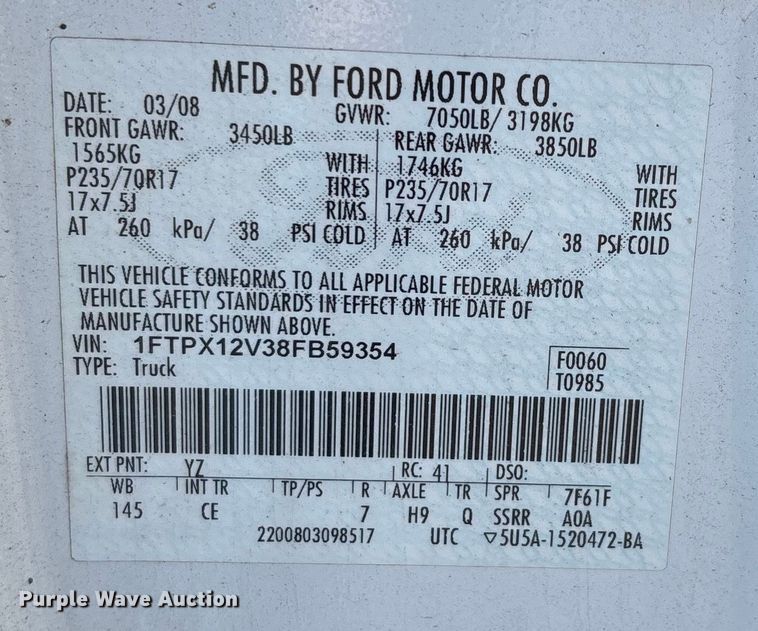 MFD. BY FORD MOTOR CO.
DATE: 03/08 GVWR: 7050LB/ 3198KG
FRONT GAWR: 3450LB REAR GAWR: 3850LB
1565KG WITH 1746KG WITH
P235/70R17 TIRES P235/70R17 TIRES
17x7.5J RIMS 17x7.5J RIMS
AT 260 kPa/ 38 PSI COLD AT 260 kPa/ 38 PSI COLD
THIS VEHICLE CONFORMS TO ALL APPLICABLE FEDERAL MOTOR
VEHICLE SAFETY STANDARDS IN EFFECT ON THE DATE OF
MANUFACTURE SHOWN ABOVE.
VIN: 1FTPX12V38FB59354 F0060
TYPE: Truck T0985
EXT PNT: YZ RC: 41 DSO:
WB INT TR TP/PS R AXLE TR SPR 7F61F
145 CE 7 H9 Q SSRR A0A
2200803098517 UTC ▽5U5A-1520472-BA
Purple Wave Auction